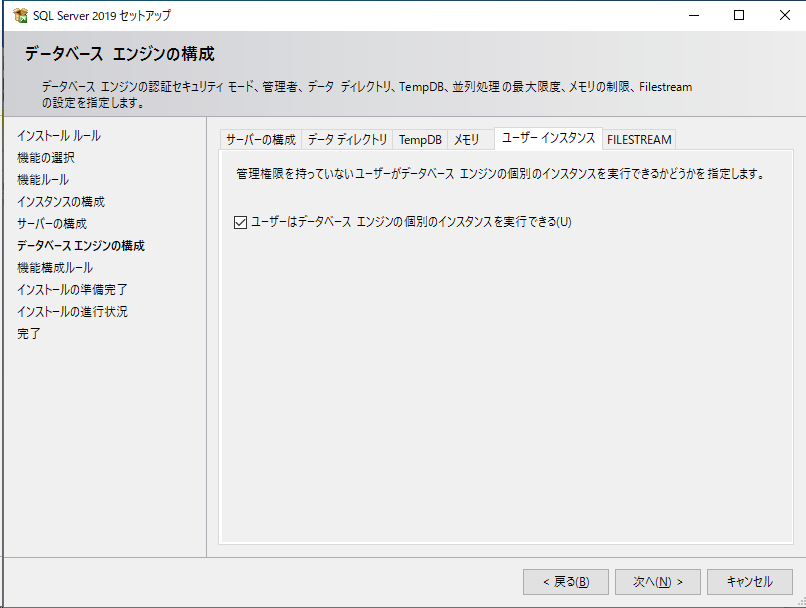 SQL Server 2019 セットアップ
データベース エンジンの構成
データベース エンジンの認証セキュリティ モード、管理者、データ ディレクトリ、TempDB、並列処理の最大限度、メモリの制限、Filestream
の設定を指定します。
インストール ルール
機能の選択
機能ルール
インスタンスの構成
サーバーの構成
データベース エンジンの構成
機能構成ルール
インストールの準備完了
インストールの進行状況
完了
サーバーの構成 データ ディレクトリ TempDB メモリ ユーザー インスタンス FILESTREAM
管理権限を持っていないユーザーがデータベース エンジンの個別のインスタンスを実行できるかどうかを指定します。
ユーザーはデータベース エンジンの個別のインスタンスを実行できる(U)
< 戻る(B) 次へ(N) > キャンセル